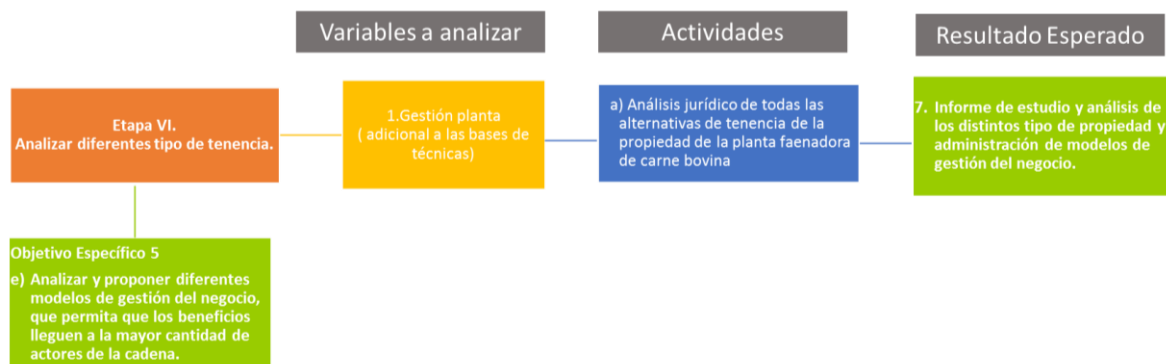 Variables a analizar
Actividades
Resultado Esperado
Etapa VI.
Analizar diferentes tipo de tenencia.
1.Gestión planta
( adicional a las bases de
técnicas)
a) Análisis jurídico de todas las
alternativas de tenencia de la
propiedad de la planta faenadora
de carne bovina
7. Informe de estudio y análisis de
los distintos tipo de propiedad y
administración de modelos de
gestión del negocio.
Objetivo Específico 5
e) Analizar y proponer diferentes
modelos de gestión del negocio,
que permita que los beneficios
lleguen a la mayor cantidad de
actores de la cadena.